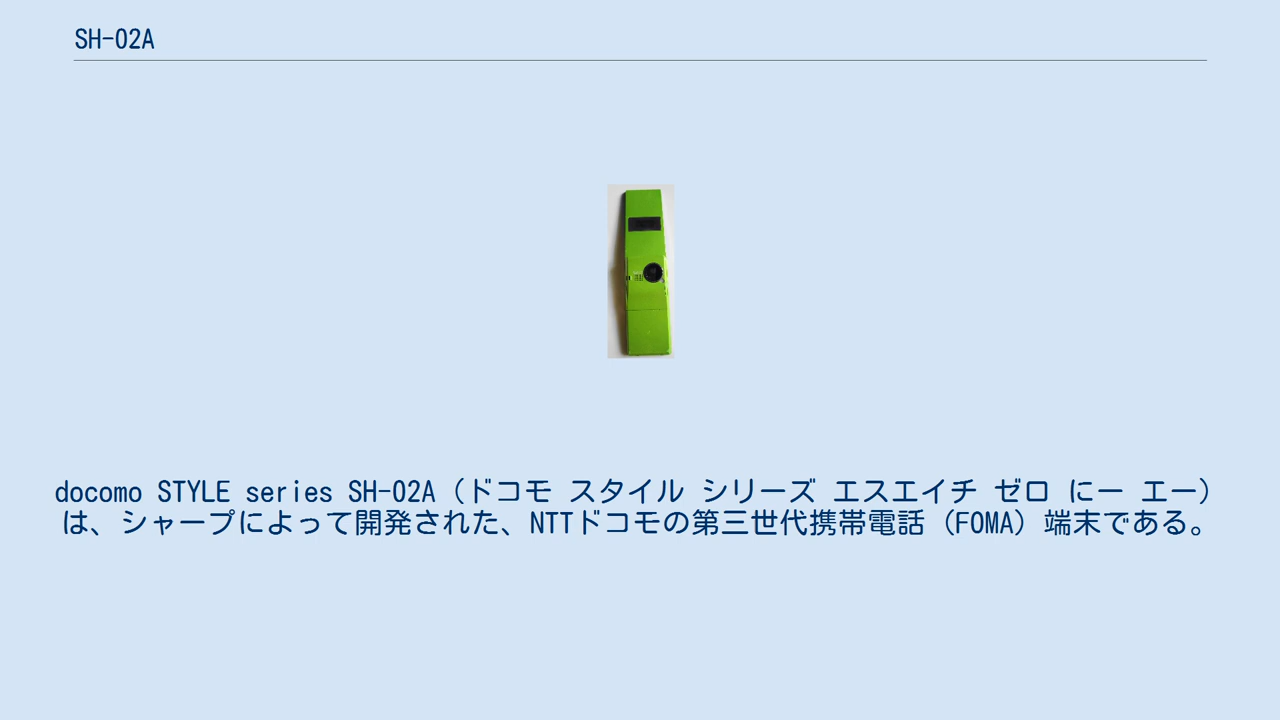 SH-02A
docomo STYLE series SH-02A（ドコモ スタイル シリーズ エスエイチ ゼロ にー エー）
は、シャープによって開発された、NTTドコモの第三世代携帯電話（FOMA）端末である。